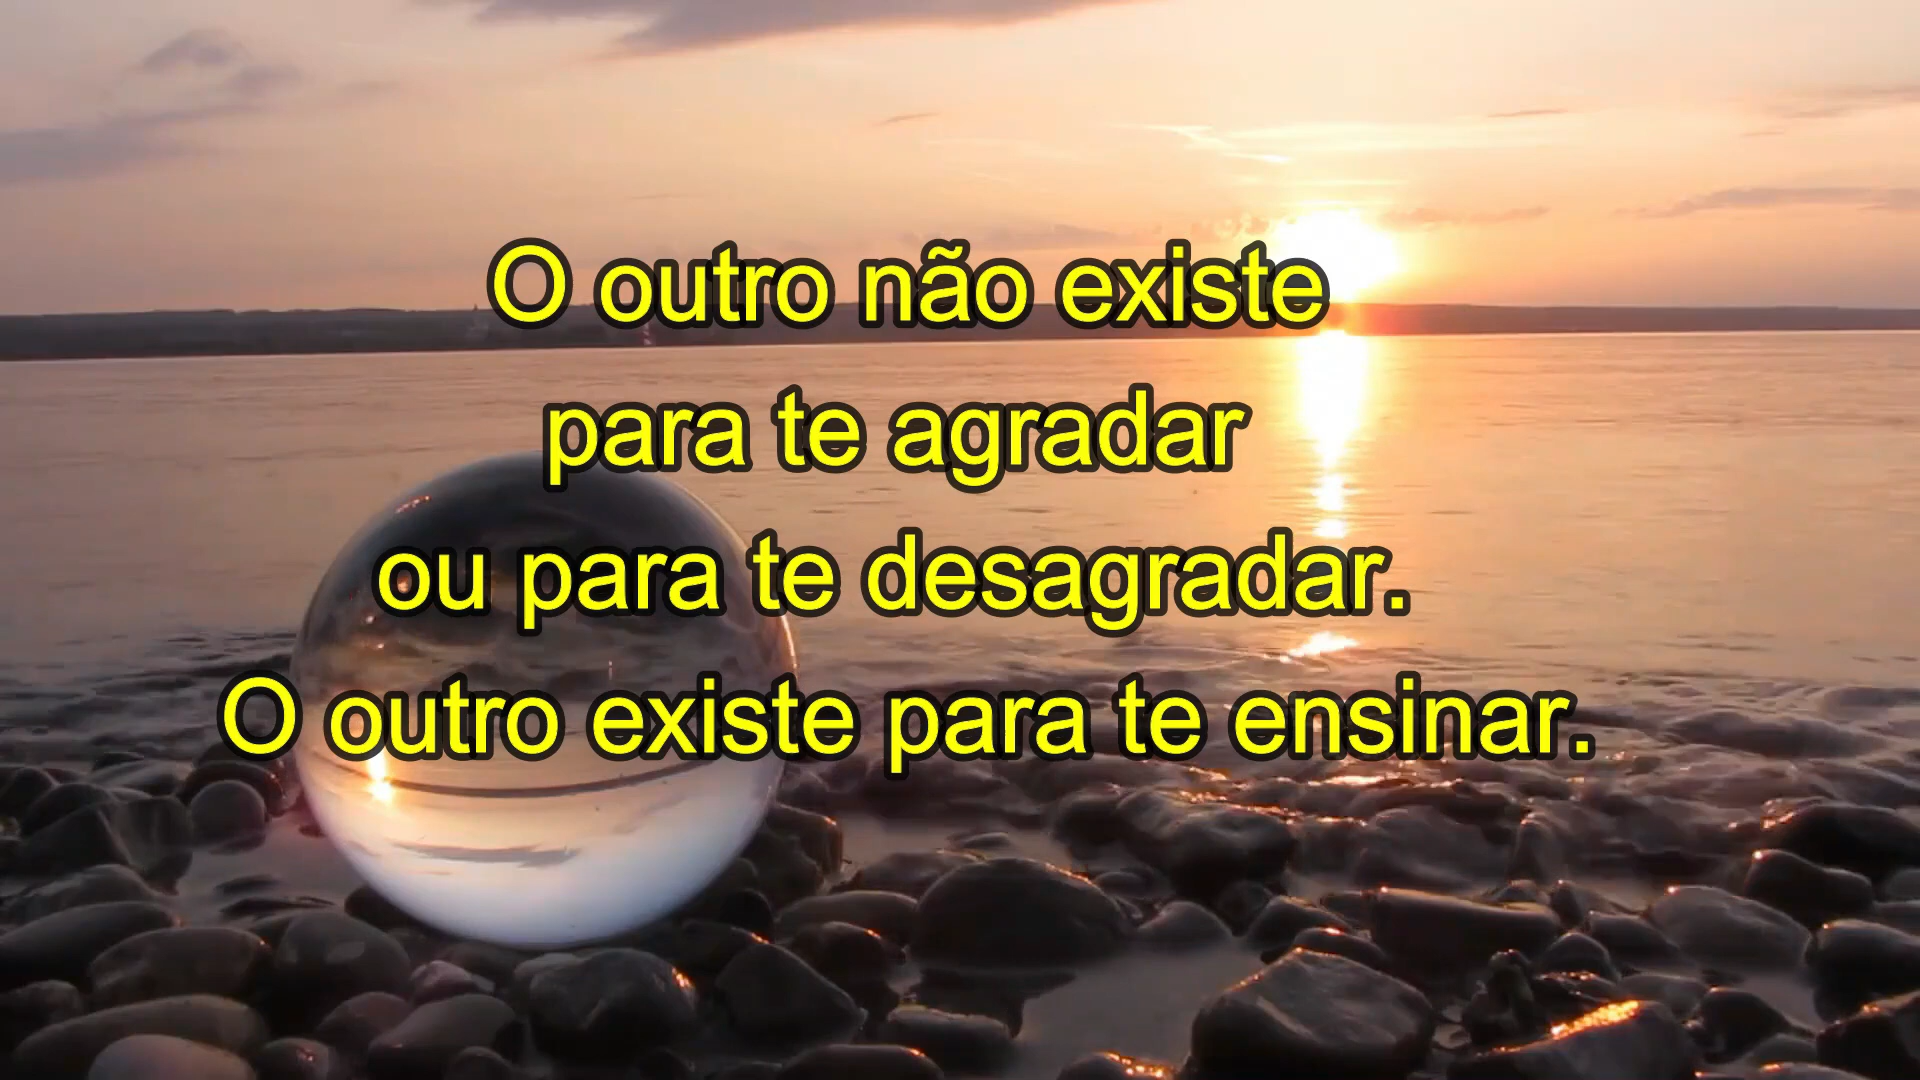 O outro não existe
para te agradar
ou para te desagradar.
O outro existe para te ensinar.